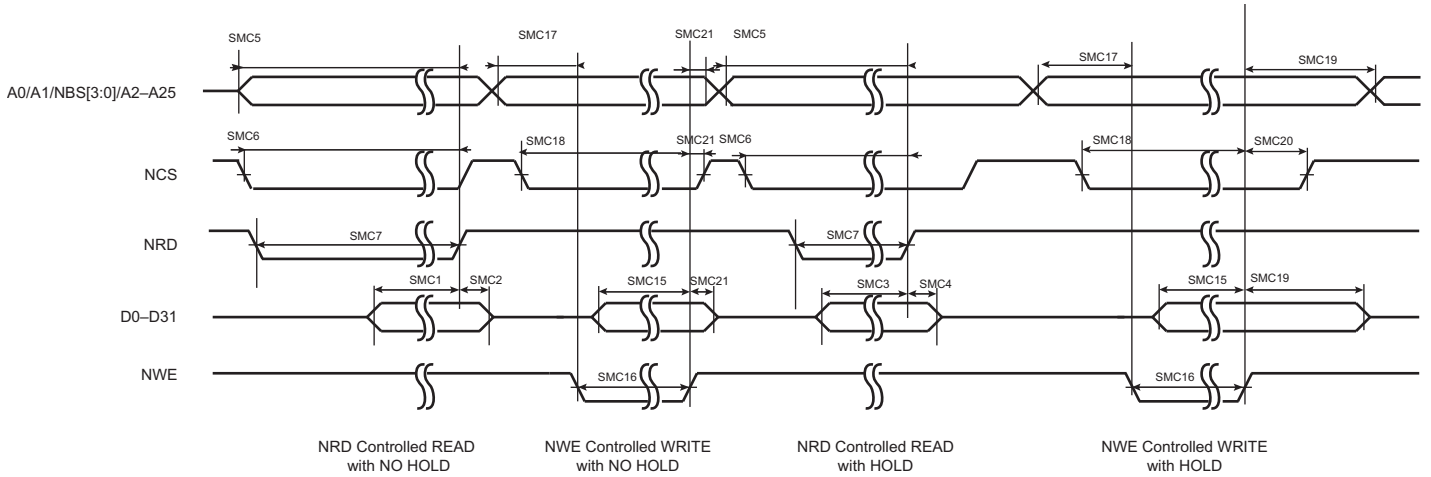 SMC5
SMC17
SMC21
SMC5
SMC17
SMC19
A0/A1/NBS[3:0]/A2–A25
SMC6
SMC18
SMC21
SMC6
SMC18
SMC20
NCS
SMC7
SMC7
NRD
SMC1
SMC2
SMC15
SMC21
SMC3
SMC4
SMC15
SMC19
D0–D31
NWE
SMC16
SMC16
NRD Controlled READ
with NO HOLD
NWE Controlled WRITE
with NO HOLD
NRD Controlled READ
with HOLD
NWE Controlled WRITE
with HOLD